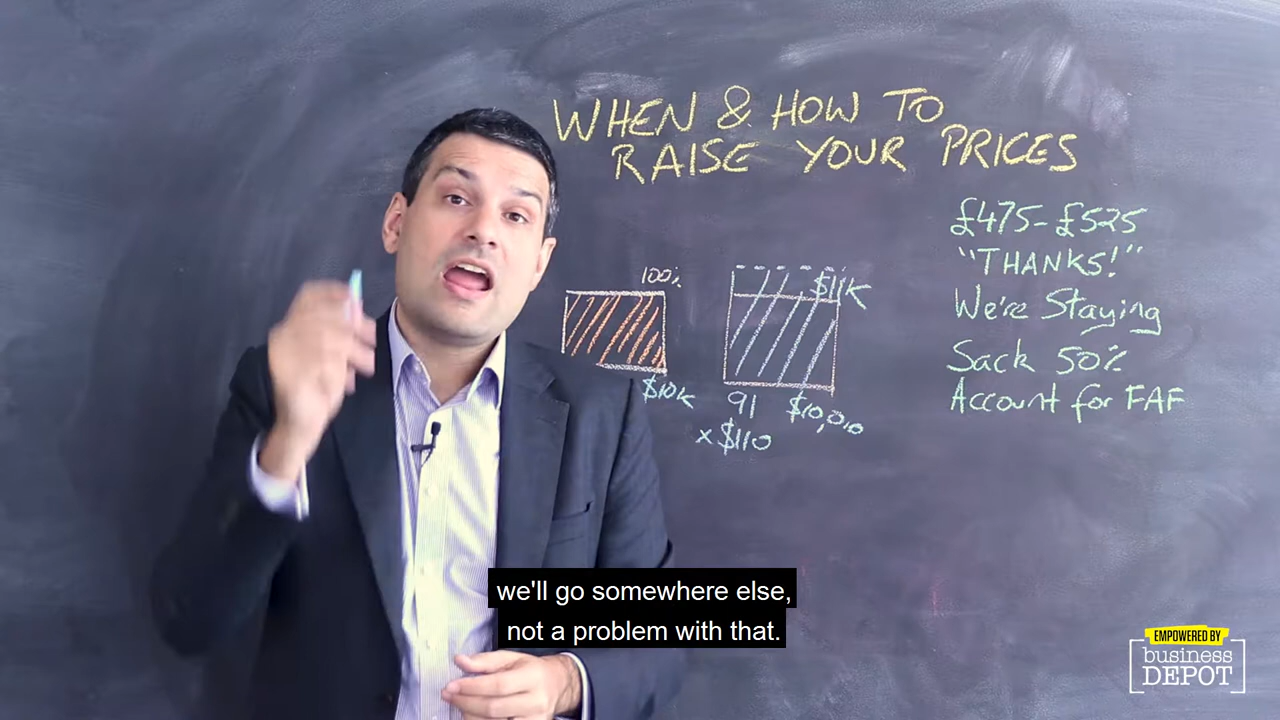 WHEN & HOW TO
RAISE YOUR PRICES
£475-£525
"THANKS!"
We're Staying
Sack 50%
Account for FAF
100%
$10K
$11K
91
x $110
$10,010
we'll go somewhere else,
not a problem with that.
EMPOWERED BY
business
DEPOT